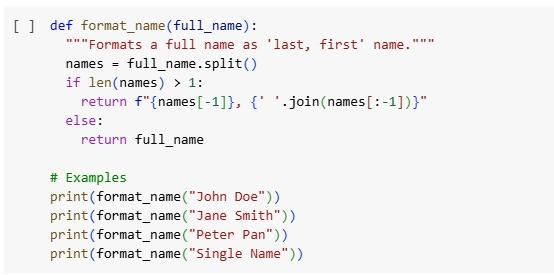 [ ] def format_name(full_name):
"""Formats a full name as 'last, first' name."""
names = full_name.split()
if len(names) > 1:
return f"{names[-1]}, {' '.join(names[:-1])}"
else:
return full_name
# Examples
print(format_name("John Doe"))
print(format_name("Jane Smith"))
print(format_name("Peter Pan"))
print(format_name("Single Name"))